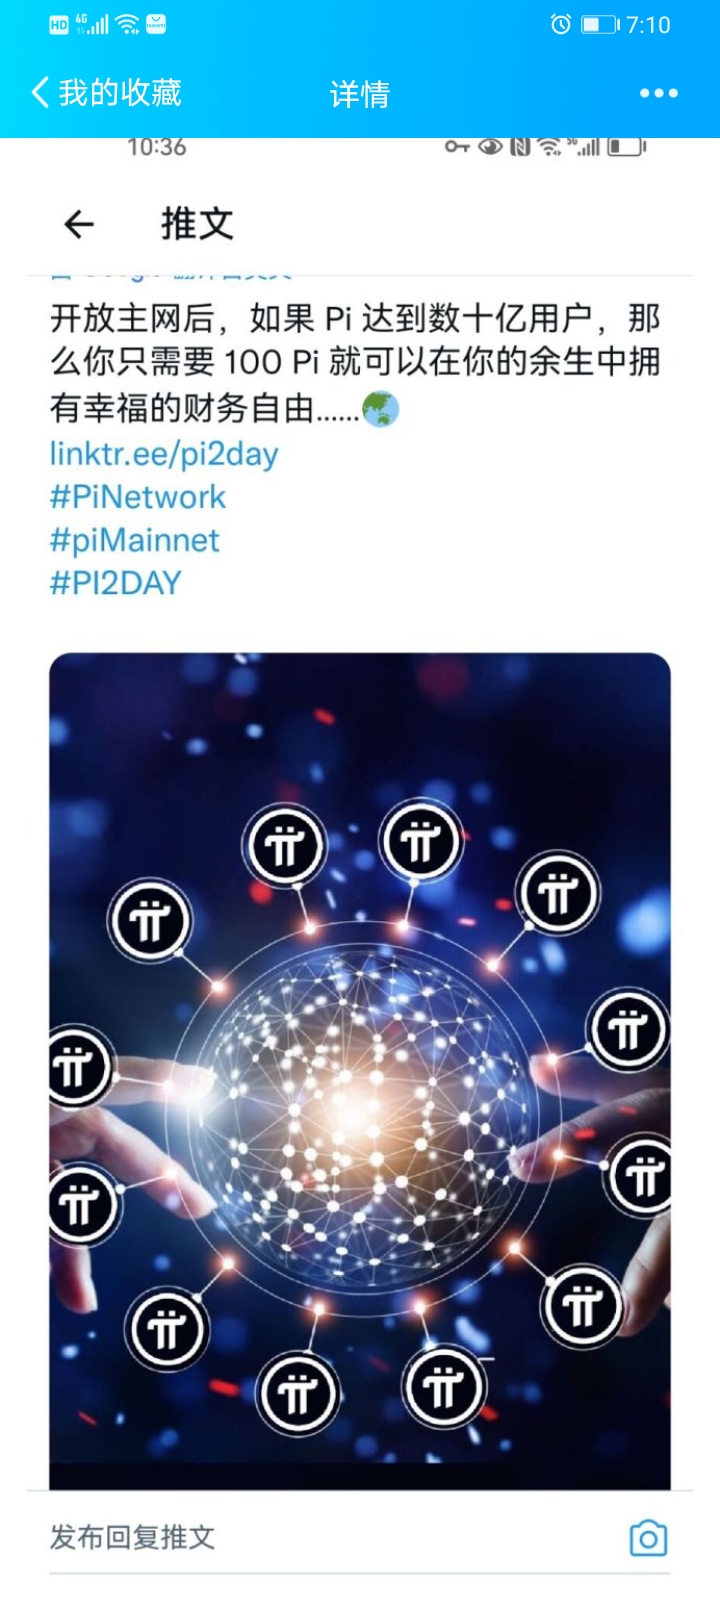 HD 4G HUAWEI 7:10
我的收藏 详情
10:36 5G
推文
开放主网后，如果 Pi 达到数十亿用户，那
么你只需要 100 Pi 就可以在你的余生中拥
有幸福的财务自由......
linktr.ee/pi2day
#PiNetwork
#piMainnet
#PI2DAY
发布回复推文